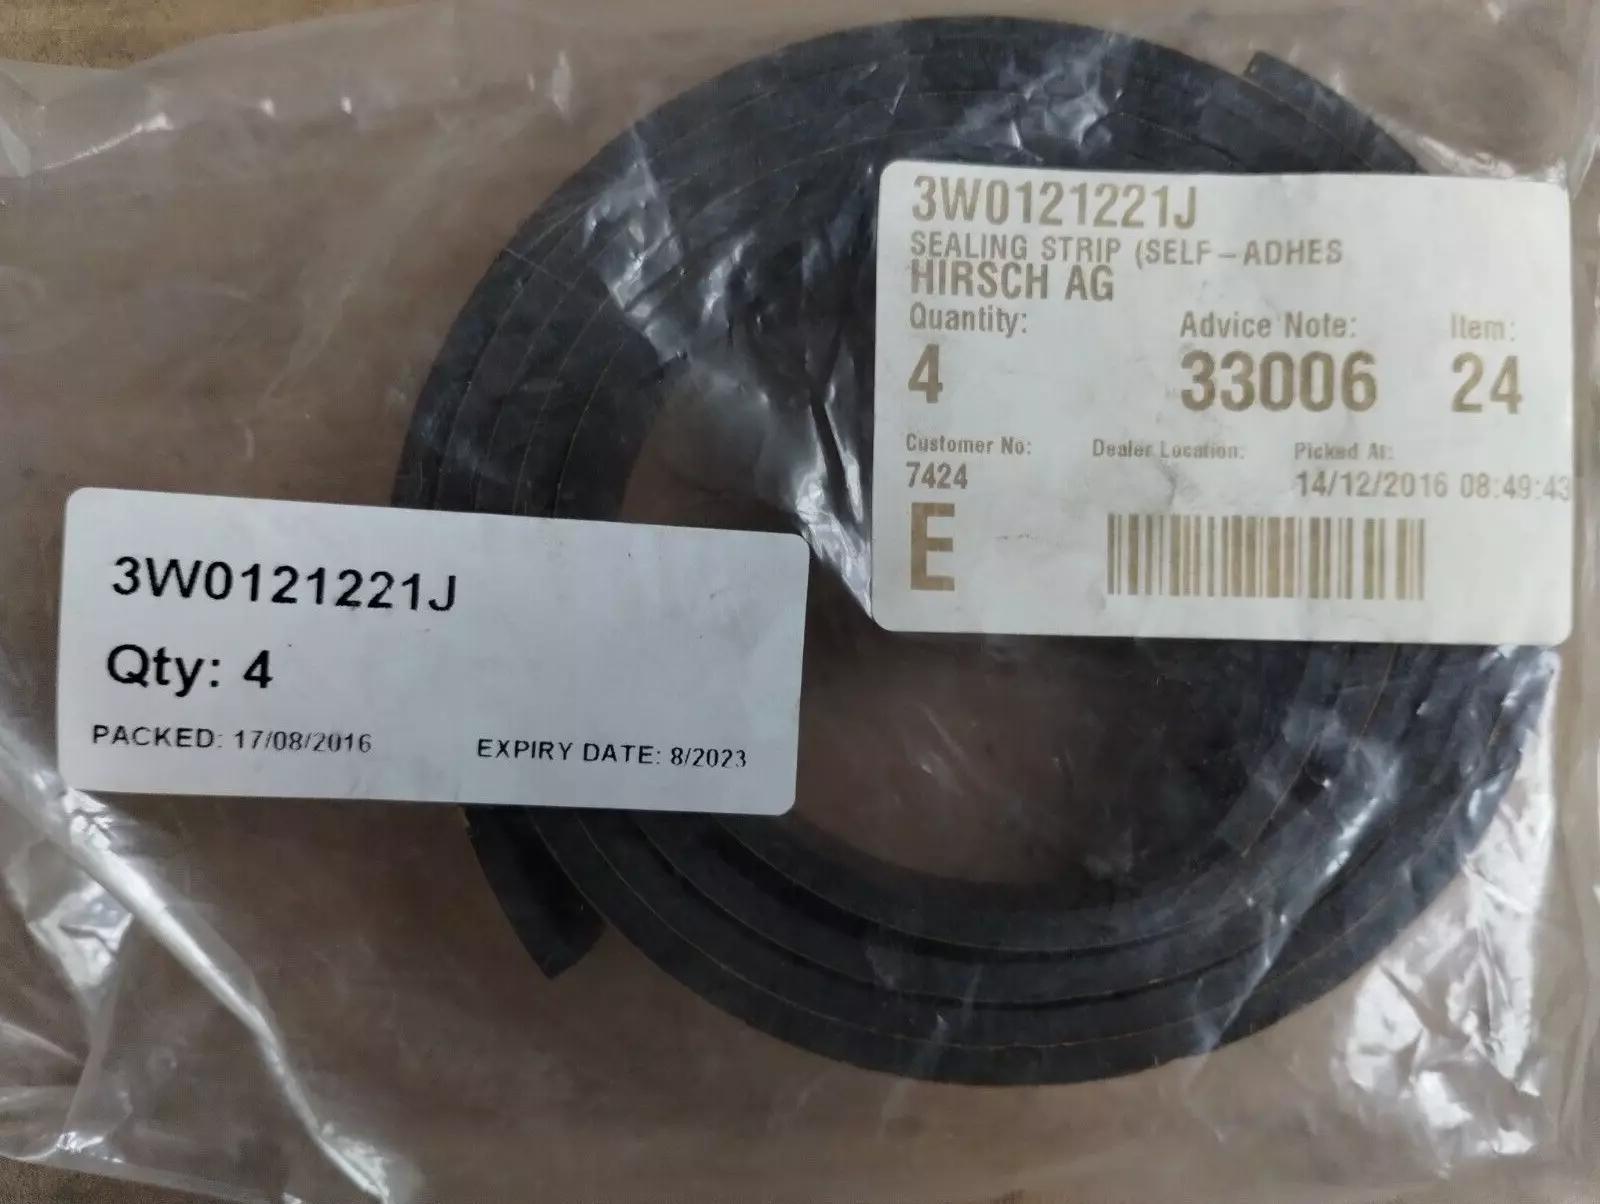 3W0121221J
SEALING STRIP (SELF-ADHES
HIRSCH AG
Quantity: Advice Note: Item:
4 33006 24
Customer No: Dealer Location: Picked At:
7424 14/12/2016 08:49:43
E
3W0121221J
Qty: 4
PACKED: 17/08/2016 EXPIRY DATE: 8/2023